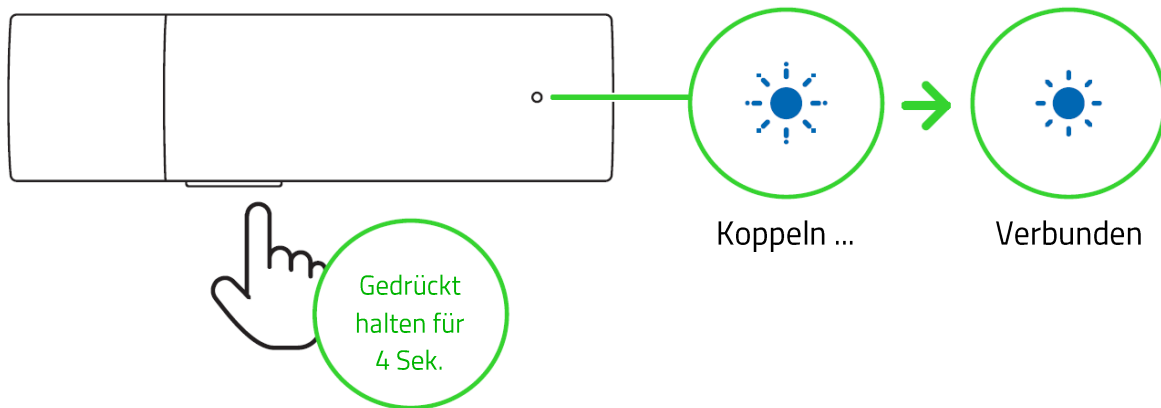 Koppeln ...
Verbunden
Gedrückt
halten für
4 Sek.